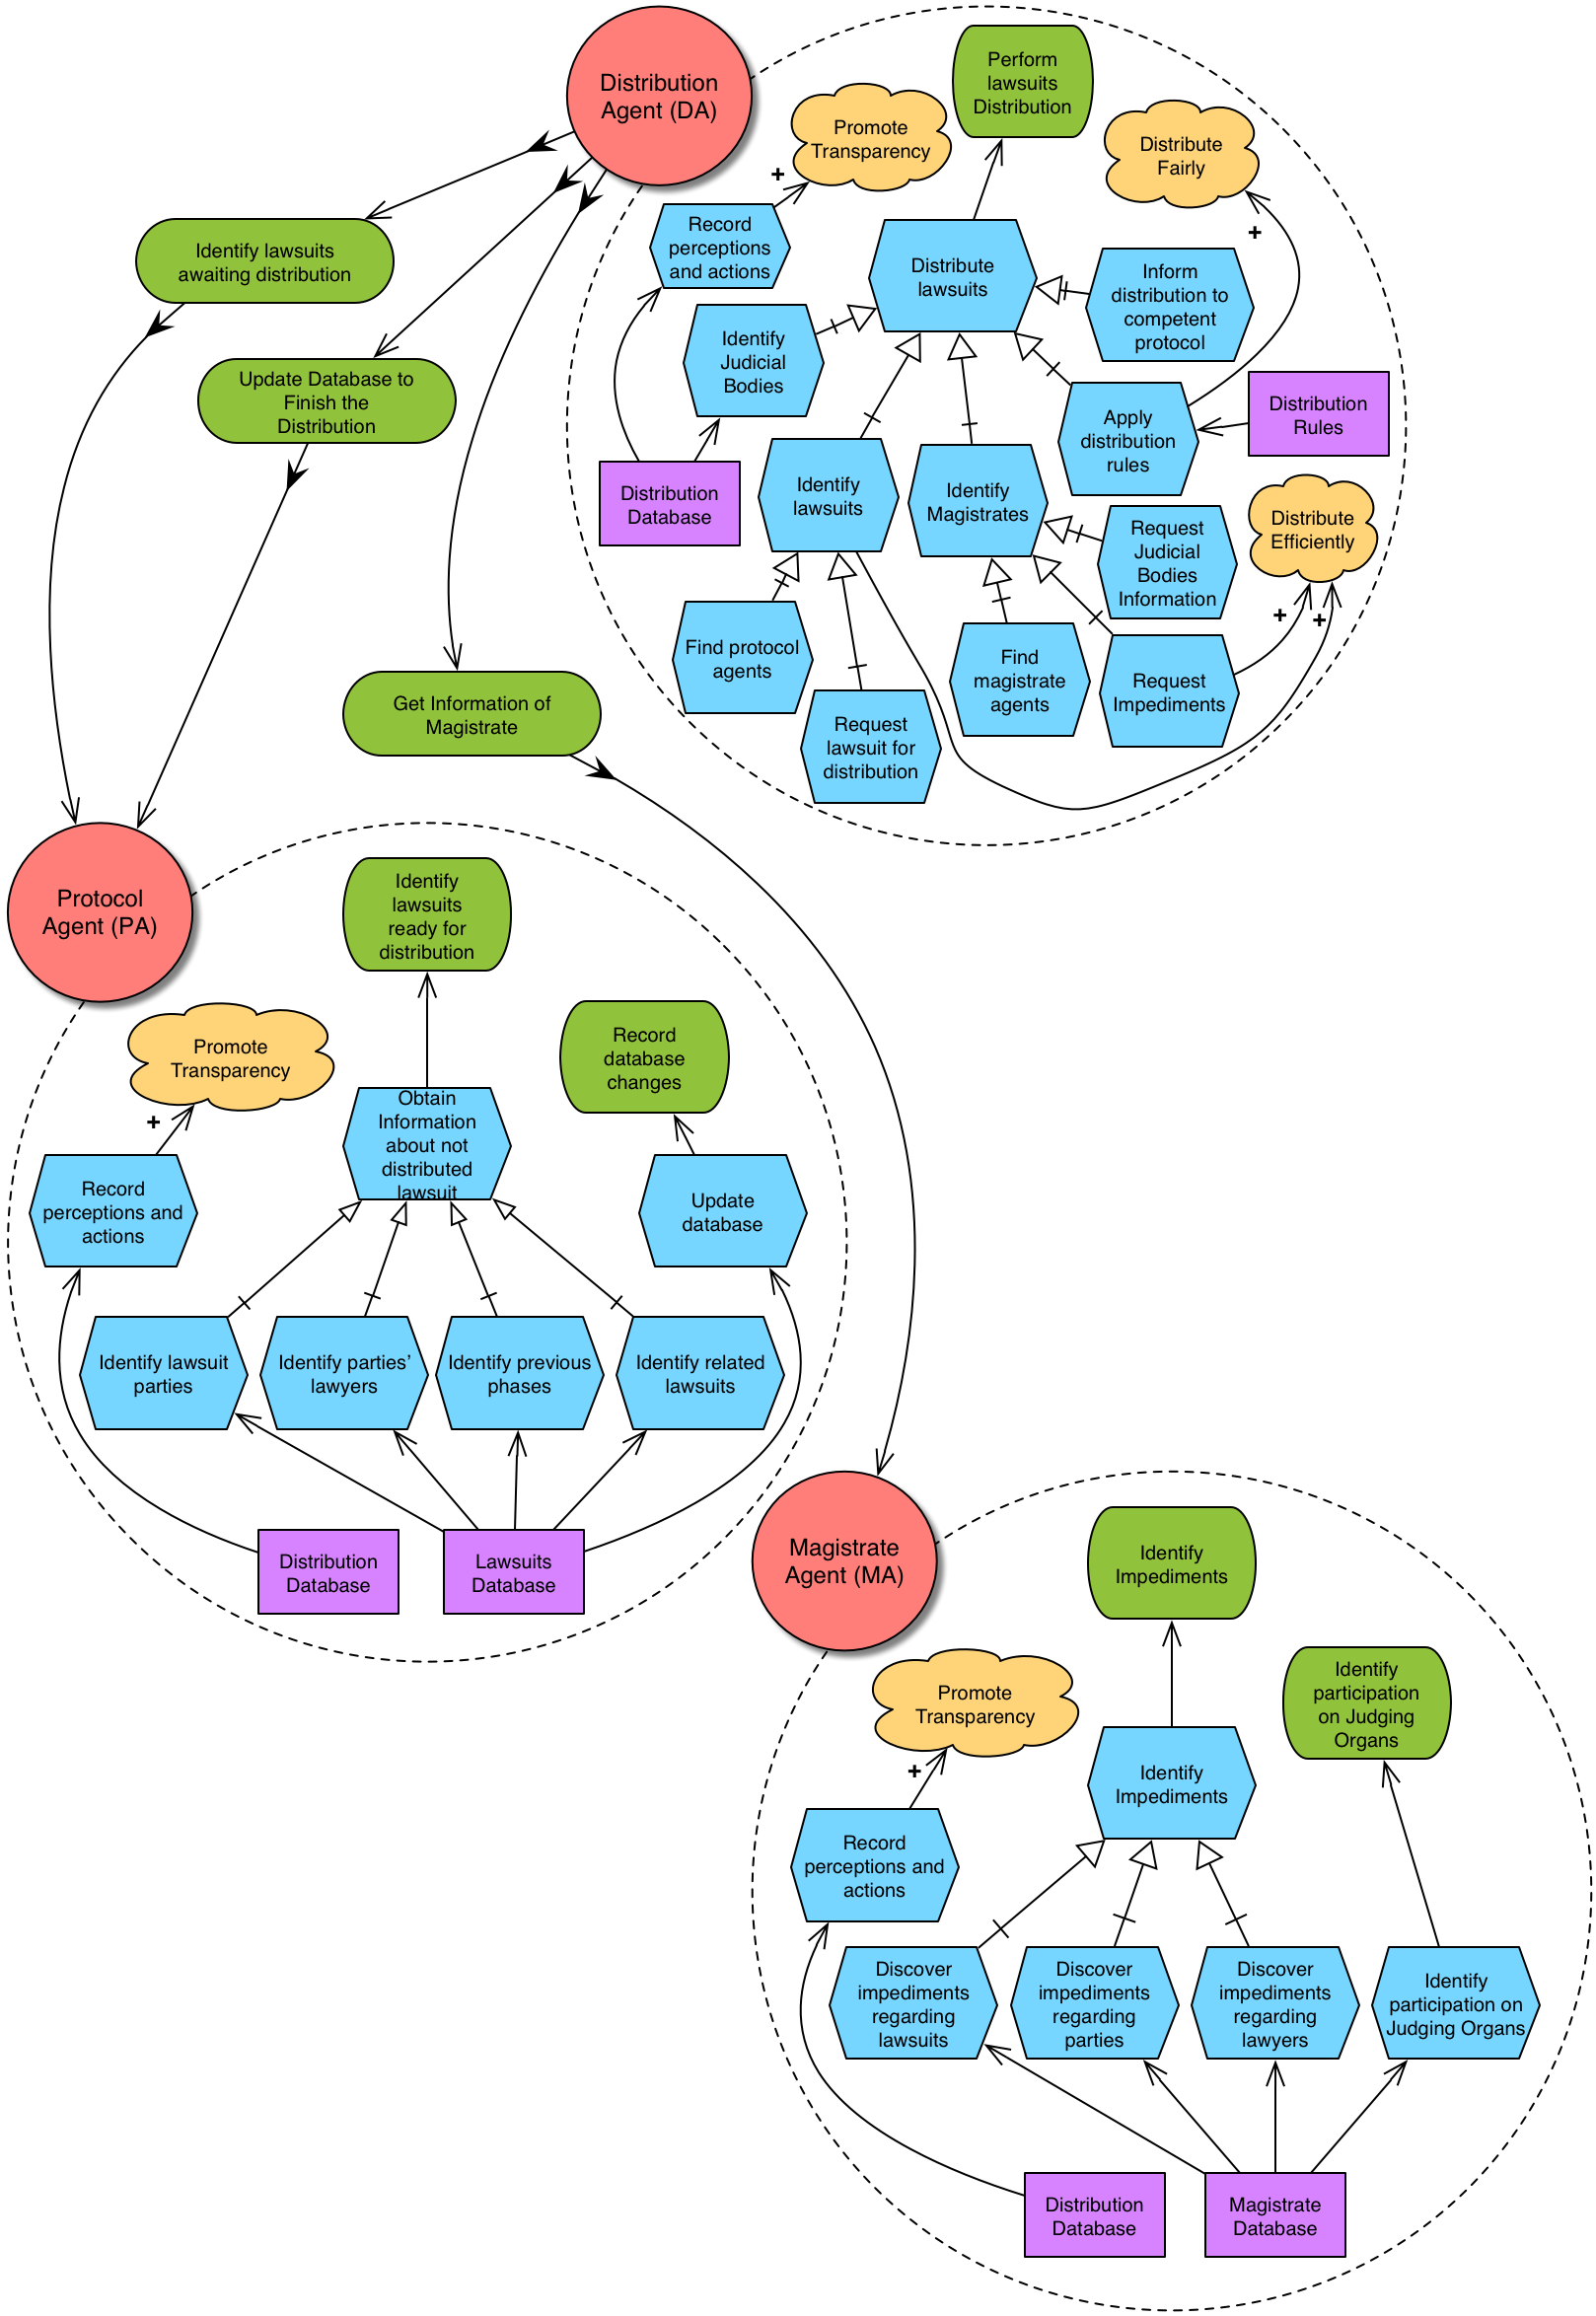 Distribution
Agent (DA)
Perform
lawsuits
Distribution
Promote
Transparency
+
Distribute
Fairly
+
Record
perceptions
and actions
Distribute
lawsuits
Inform
distribution to
competent
protocol
Identify lawsuits
awaiting distribution
Identify
Judicial
Bodies
Update Database to
Finish the
Distribution
Apply
distribution
rules
Distribution
Rules
Distribution
Database
Identify
lawsuits
Identify
Magistrates
Request
Judicial
Bodies
Information
Distribute
Efficiently
+
+
Find protocol
agents
Request
lawsuit for
distribution
Find
magistrate
agents
Request
Impediments
Get Information of
Magistrate
Protocol
Agent (PA)
Identify
lawsuits
ready for
distribution
Promote
Transparency
+
Record
database
changes
Obtain
Information
about not
distributed
lawsuit
Record
perceptions and
actions
Update
database
Identify lawsuit
parties
Identify parties’
lawyers
Identify previous
phases
Identify related
lawsuits
Distribution
Database
Lawsuits
Database
Magistrate
Agent (MA)
Identify
Impediments
Promote
Transparency
+
Identify
participation
on Judging
Organs
Identify
Impediments
Record
perceptions and
actions
Discover
impediments
regarding
lawsuits
Discover
impediments
regarding
parties
Discover
impediments
regarding
lawyers
Identify
participation on
Judging Organs
Distribution
Database
Magistrate
Database